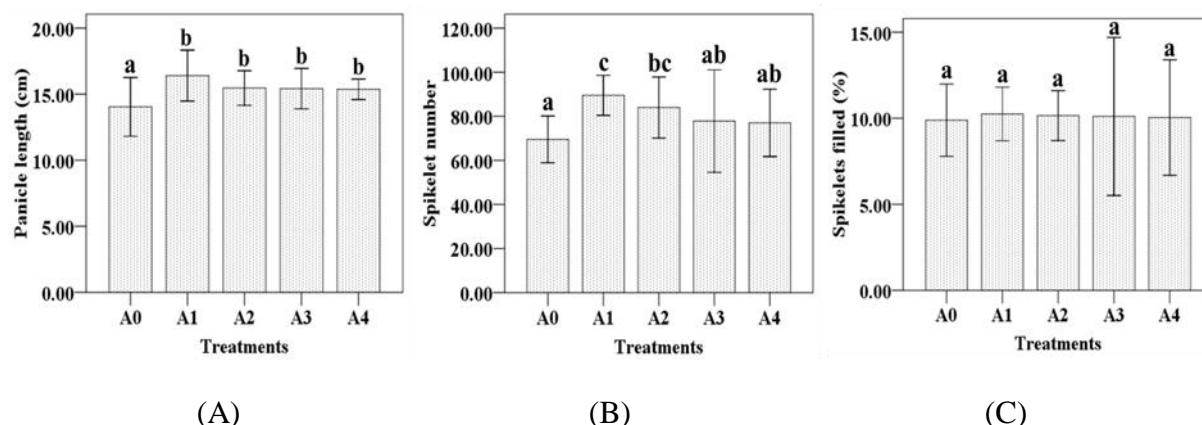 Panicle length (cm)
20.00
15.00
10.00
5.00
0.00
a
b
b
b
b
A0 A1 A2 A3 A4
Treatments
(A)
Spikelet number
120.00
100.00
80.00
60.00
40.00
20.00
0.00
a
c
bc
ab
ab
A0 A1 A2 A3 A4
Treatments
(B)
Spikelets filled (%)
15.00
10.00
5.00
0.00
a
a
a
a
a
A0 A1 A2 A3 A4
Treatments
(C)